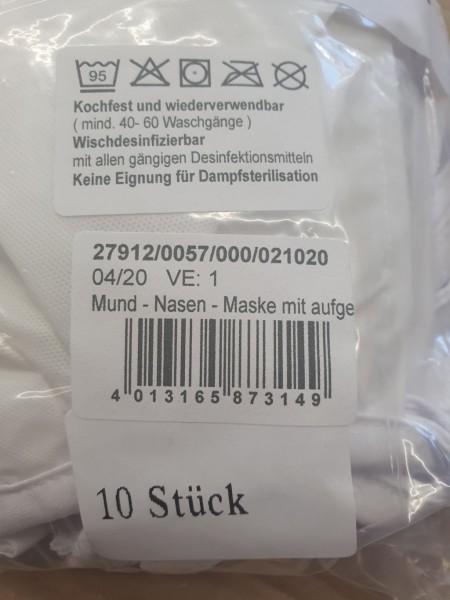 95
Kochfest und wiederverwendbar
( mind. 40- 60 Waschgänge )
Wischdesinfizierbar
mit allen gängigen Desinfektionsmitteln
Keine Eignung für Dampfsterilisation
27912/0057/000/021020
04/20 VE: 1
Mund - Nasen - Maske mit aufge
4 013165 873149
10 Stück